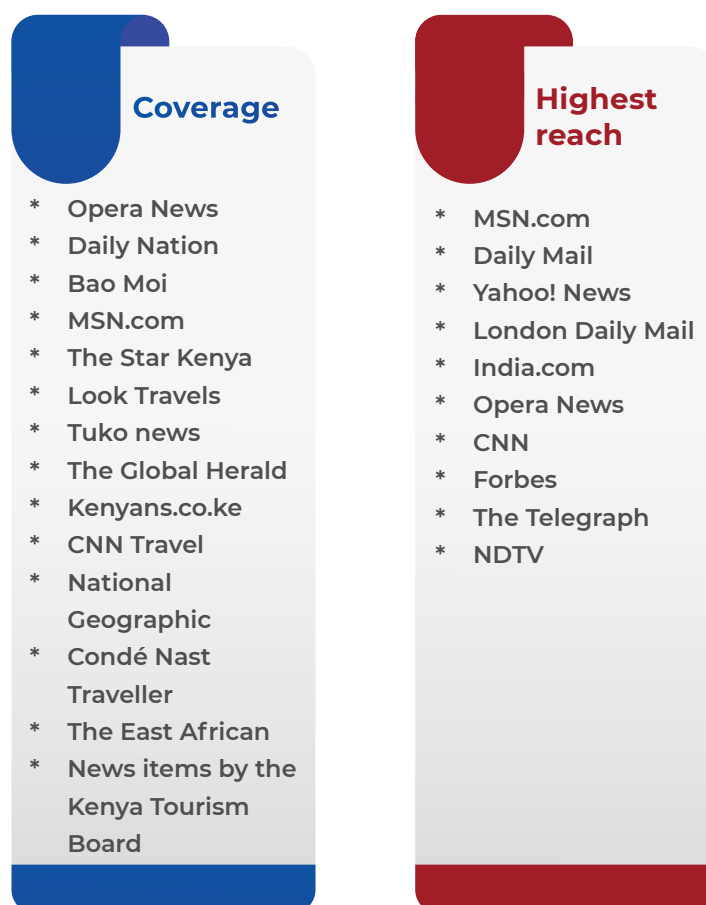 Coverage
* Opera News
* Daily Nation
* Bao Moi
* MSN.com
* The Star Kenya
* Look Travels
* Tuko news
* The Global Herald
* Kenyans.co.ke
* CNN Travel
* National
Geographic
* Condé Nast
Traveller
* The East African
* News items by the
Kenya Tourism
Board
Highest
reach
* MSN.com
* Daily Mail
* Yahoo! News
* London Daily Mail
* India.com
* Opera News
* CNN
* Forbes
* The Telegraph
* NDTV